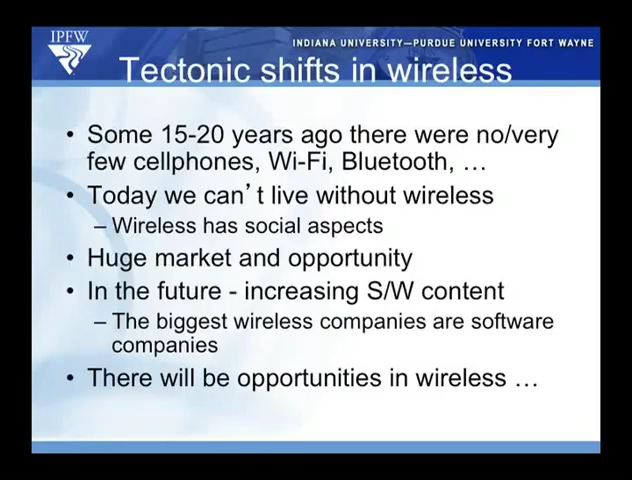 IPFW
INDIANA UNIVERSITY—PURDUE UNIVERSITY FORT WAYNE
Tectonic shifts in wireless
• Some 15-20 years ago there were no/very
few cellphones, Wi-Fi, Bluetooth, …
• Today we can't live without wireless
– Wireless has social aspects
• Huge market and opportunity
• In the future - increasing S/W content
– The biggest wireless companies are software
companies
• There will be opportunities in wireless …